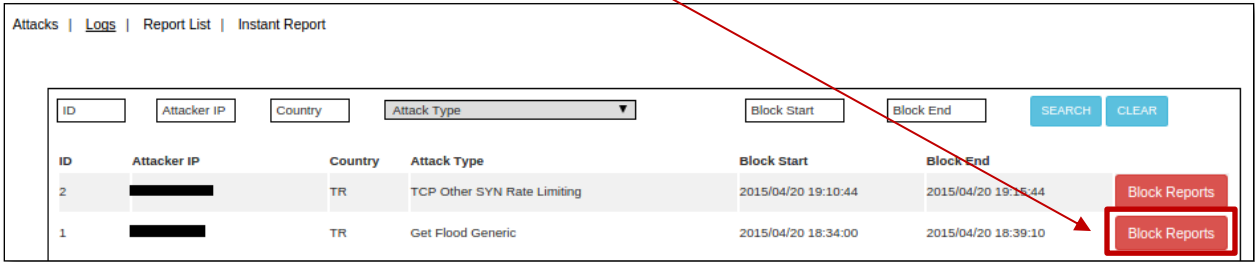 Attacks | Logs | Report List | Instant Report
ID Attacker IP Country Attack Type ▼ Block Start Block End SEARCH CLEAR
ID Attacker IP Country Attack Type Block Start Block End
2 TR TCP Other SYN Rate Limiting 2015/04/20 19:10:44 2015/04/20 19:15:44 Block Reports
1 TR Get Flood Generic 2015/04/20 18:34:00 2015/04/20 18:39:10 Block Reports